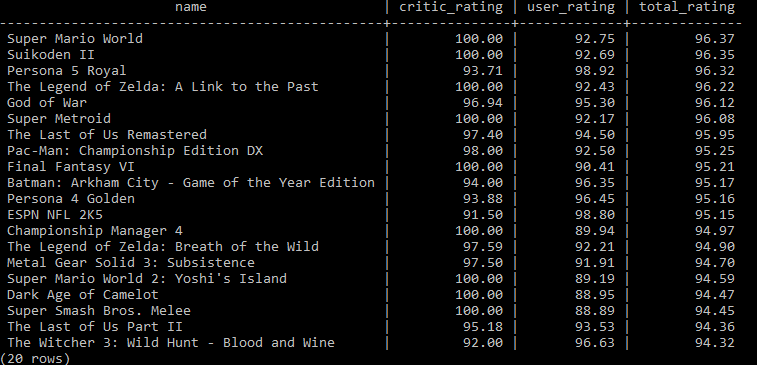 name | critic_rating | user_rating | total_rating
-----------------------------------------------+---------------+-------------+--------------
Super Mario World | 100.00 | 92.75 | 96.37
Suikoden II | 100.00 | 92.69 | 96.35
Persona 5 Royal | 93.71 | 98.92 | 96.32
The Legend of Zelda: A Link to the Past | 100.00 | 92.43 | 96.22
God of War | 96.94 | 95.30 | 96.12
Super Metroid | 100.00 | 92.17 | 96.08
The Last of Us Remastered | 97.40 | 94.50 | 95.95
Pac-Man: Championship Edition DX | 98.00 | 92.50 | 95.25
Final Fantasy VI | 100.00 | 90.41 | 95.21
Batman: Arkham City - Game of the Year Edition | 94.00 | 96.35 | 95.17
Persona 4 Golden | 93.88 | 96.45 | 95.16
ESPN NFL 2K5 | 91.50 | 98.80 | 95.15
Championship Manager 4 | 100.00 | 89.94 | 94.97
The Legend of Zelda: Breath of the Wild | 97.59 | 92.21 | 94.90
Metal Gear Solid 3: Subsistence | 97.50 | 91.91 | 94.70
Super Mario World 2: Yoshi's Island | 100.00 | 89.19 | 94.59
Dark Age of Camelot | 100.00 | 88.95 | 94.47
Super Smash Bros. Melee | 100.00 | 88.89 | 94.45
The Last of Us Part II | 95.18 | 93.53 | 94.36
The Witcher 3: Wild Hunt - Blood and Wine | 92.00 | 96.63 | 94.32
(20 rows)